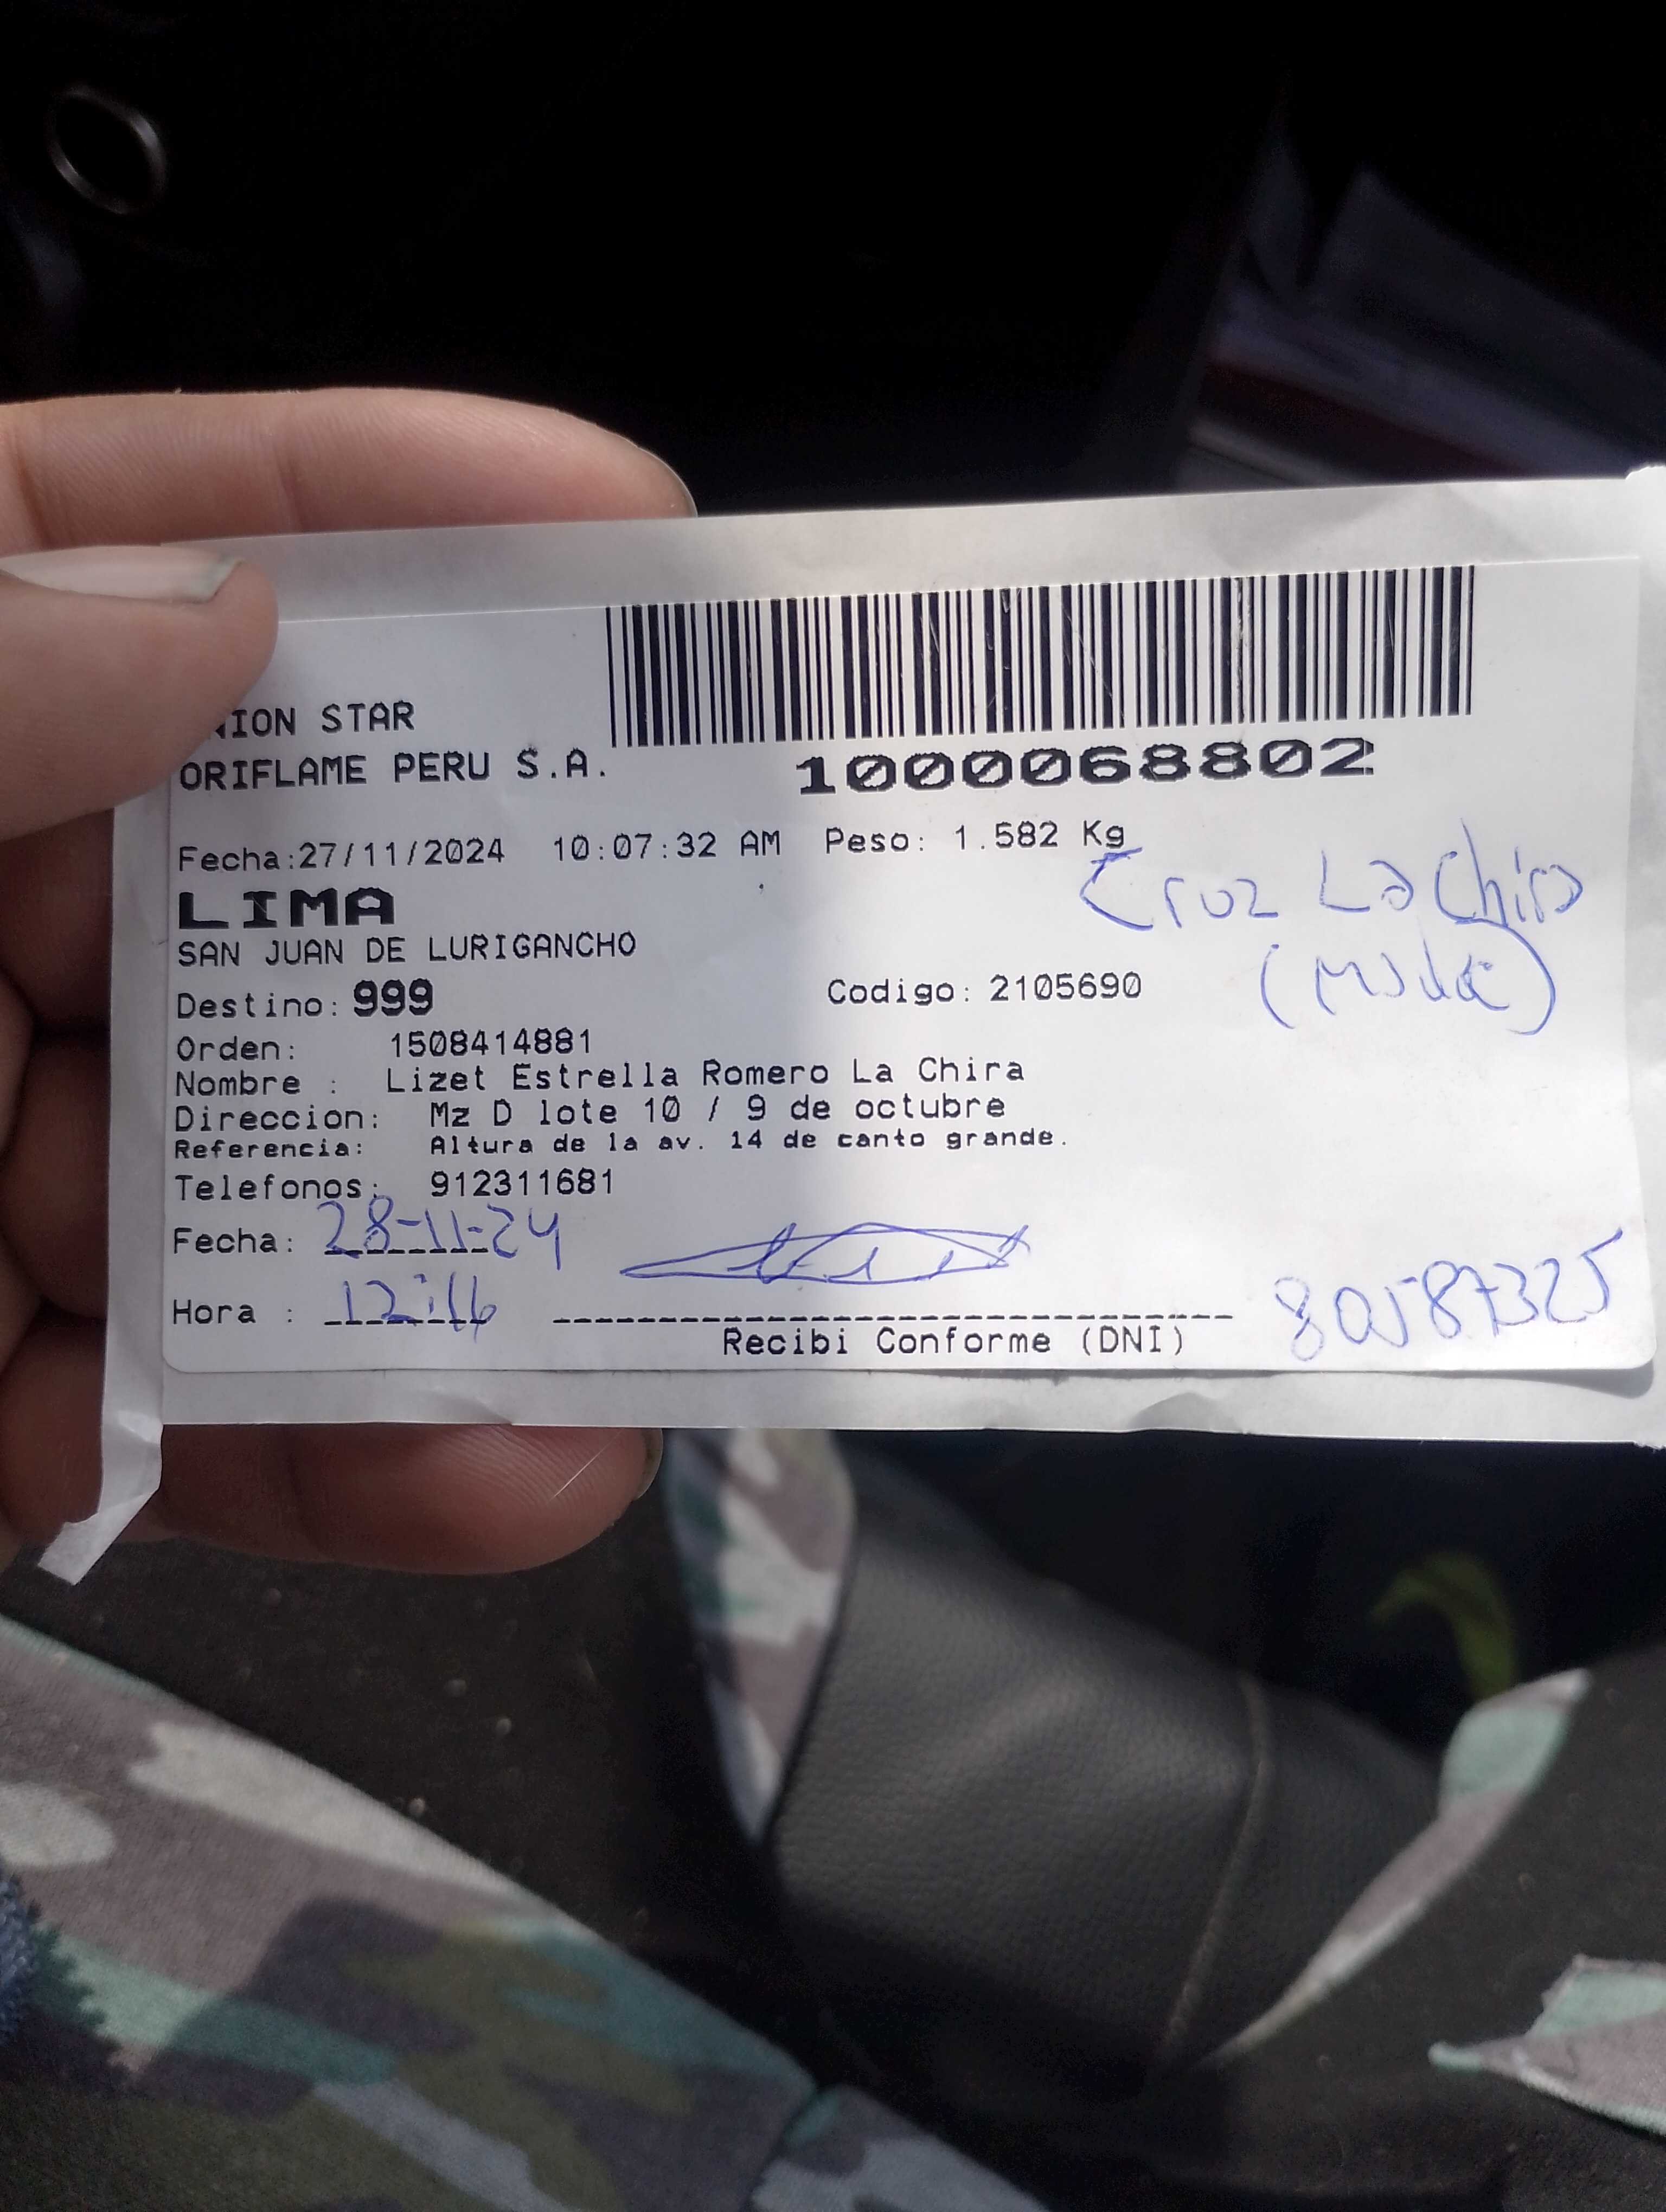 NION STAR
ORIFLAME PERU S.A.
1000068802
Fecha:27/11/2024 10:07:32 AM Peso: 1.582 Kg
LIMA
Cruz La Chira
SAN JUAN DE LURIGANCHO
Destino: 999 Codigo: 2105690
Orden: 1508414881
Nombre : Lizet Estrella Romero La Chira
Direccion: Mz D lote 10 / 9 de octubre
Referencia: Altura de la av. 14 de canto grande.
Telefonos: 912311681
Fecha: 28-11-24
Hora : 12:16
80587325
Recibi Conforme (DNI)